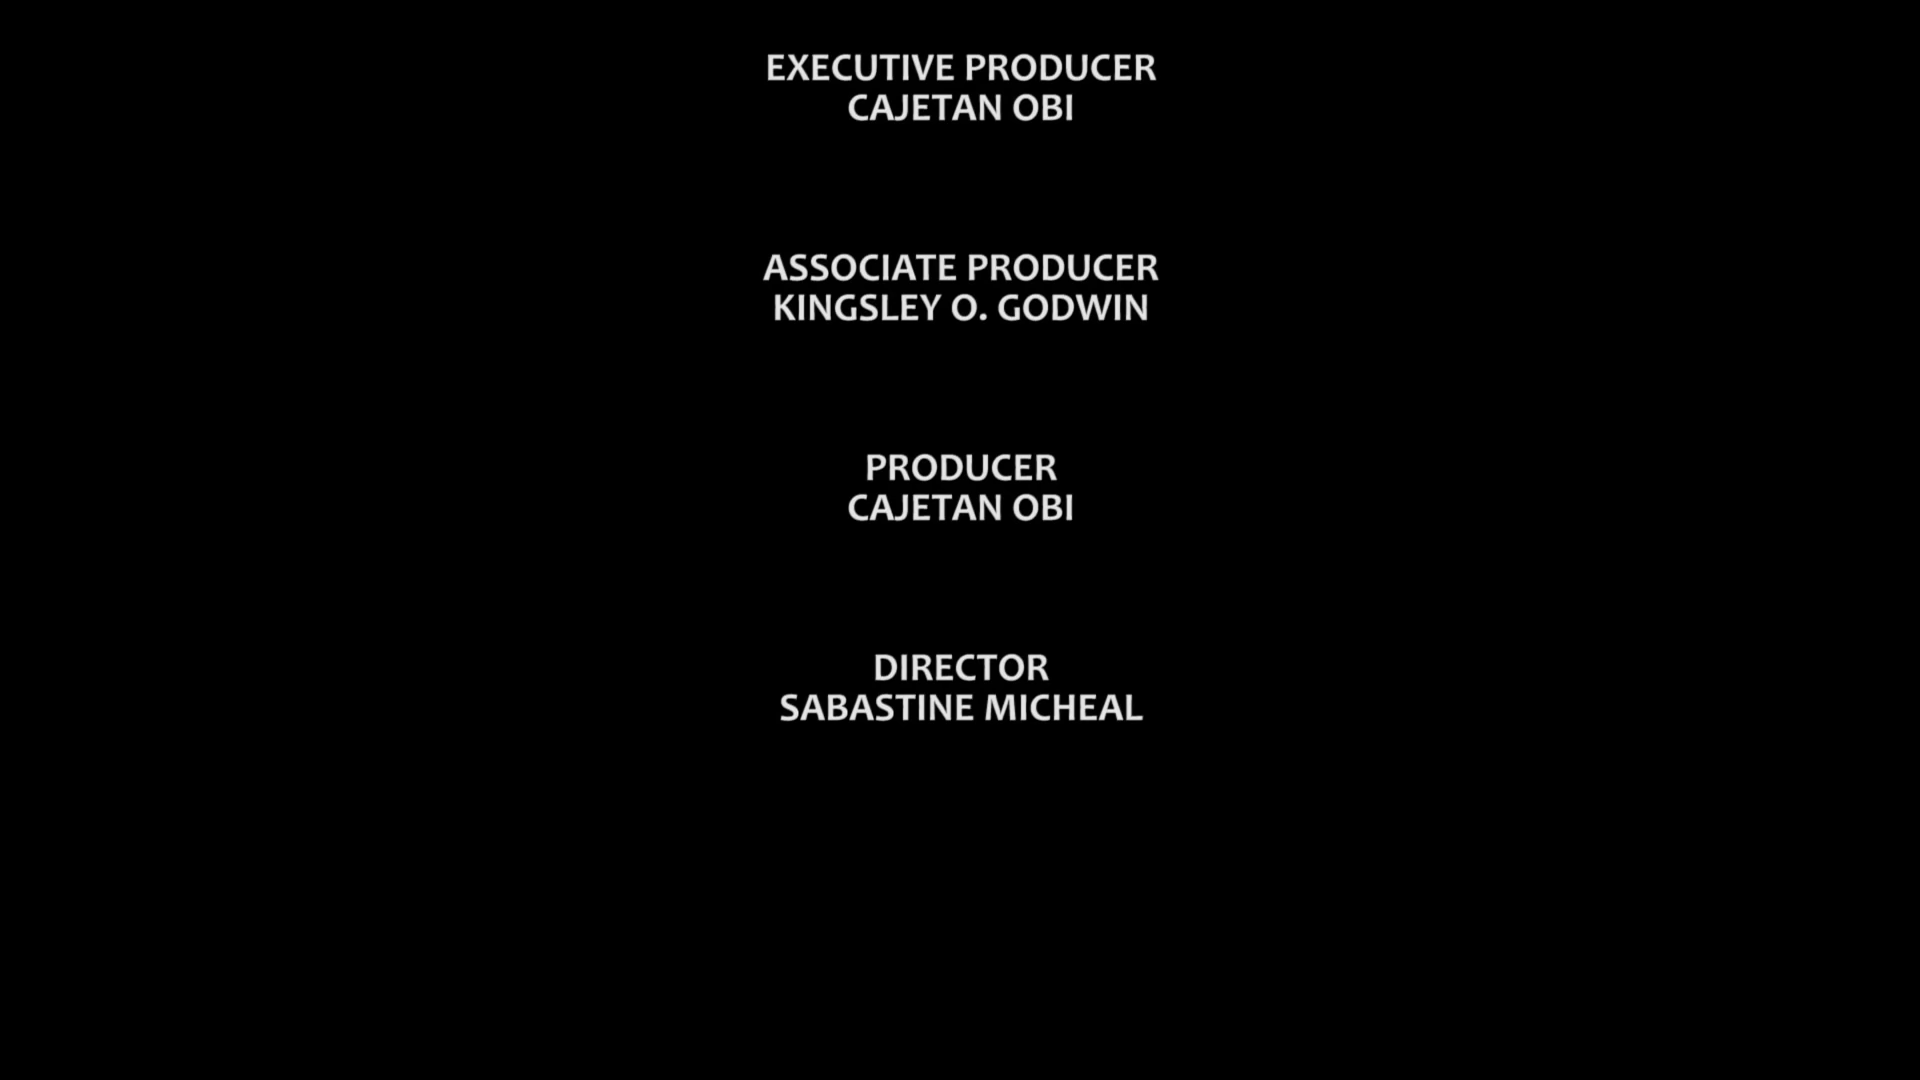 EXECUTIVE PRODUCER
CAJETAN OBI
ASSOCIATE PRODUCER
KINGSLEY O. GODWIN
PRODUCER
CAJETAN OBI
DIRECTOR
SABASTINE MICHEAL